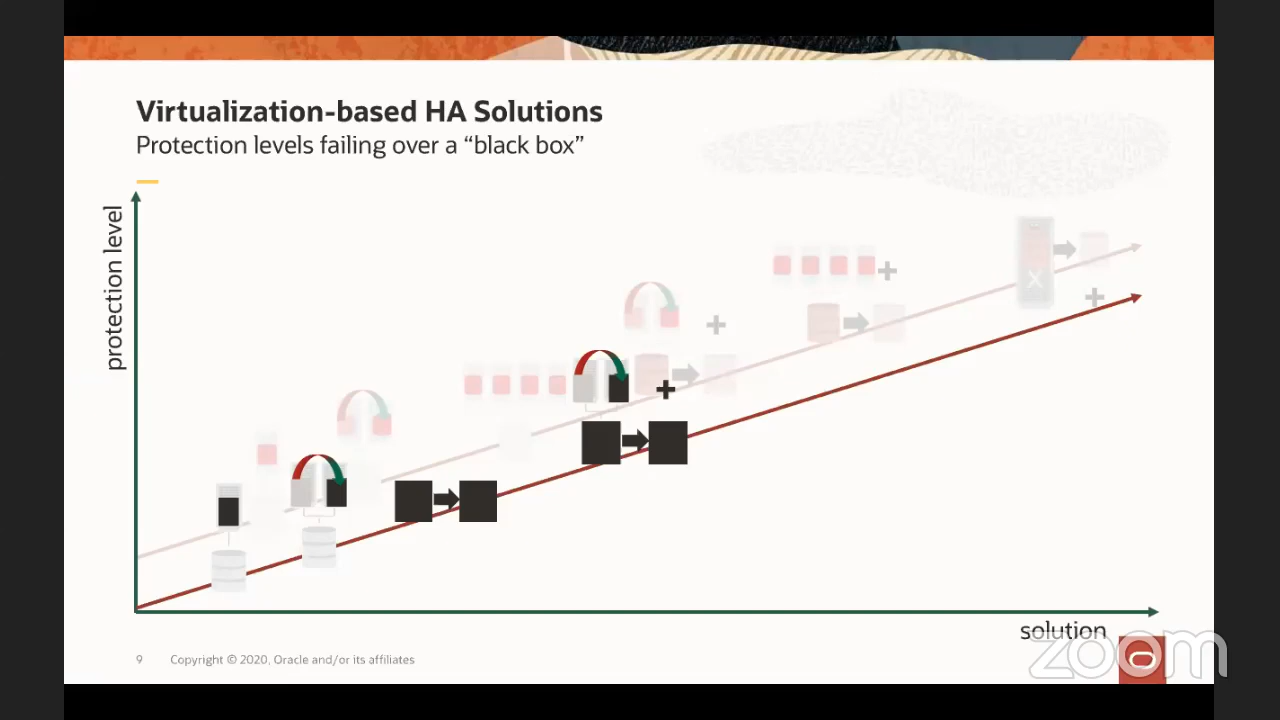 Virtualization-based HA Solutions
Protection levels failing over a “black box”
protection level
X
solution
9 Copyright © 2020, Oracle and/or its affiliates
zoom